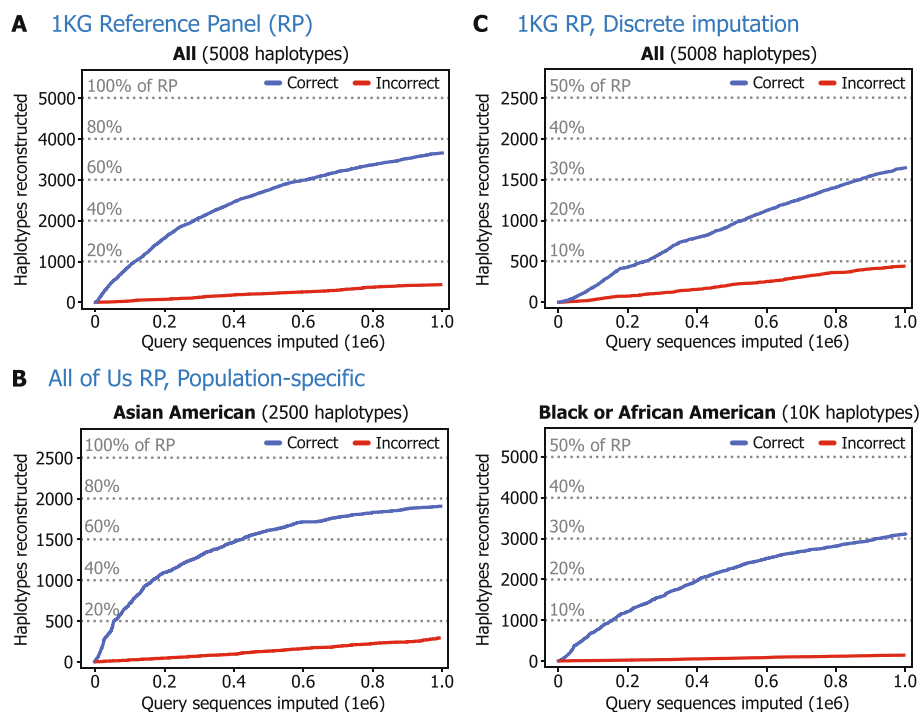 A 1KG Reference Panel (RP)
All (5008 haplotypes)
100% of RP
Correct
Incorrect
5000
80%
4000
60%
3000
40%
2000
20%
1000
0
Haplotypes reconstructed
0 0.2 0.4 0.6 0.8 1.0
Query sequences imputed (1e6)
C 1KG RP, Discrete imputation
All (5008 haplotypes)
50% of RP
Correct
Incorrect
2500
40%
2000
30%
1500
20%
1000
10%
500
0
Haplotypes reconstructed
0 0.2 0.4 0.6 0.8 1.0
Query sequences imputed (1e6)
B All of Us RP, Population-specific
Asian American (2500 haplotypes)
100% of RP
Correct
Incorrect
2500
80%
2000
60%
1500
40%
1000
20%
500
0
Haplotypes reconstructed
0 0.2 0.4 0.6 0.8 1.0
Query sequences imputed (1e6)
Black or African American (10K haplotypes)
50% of RP
Correct
Incorrect
5000
40%
4000
30%
3000
20%
2000
10%
1000
0
Haplotypes reconstructed
0 0.2 0.4 0.6 0.8 1.0
Query sequences imputed (1e6)